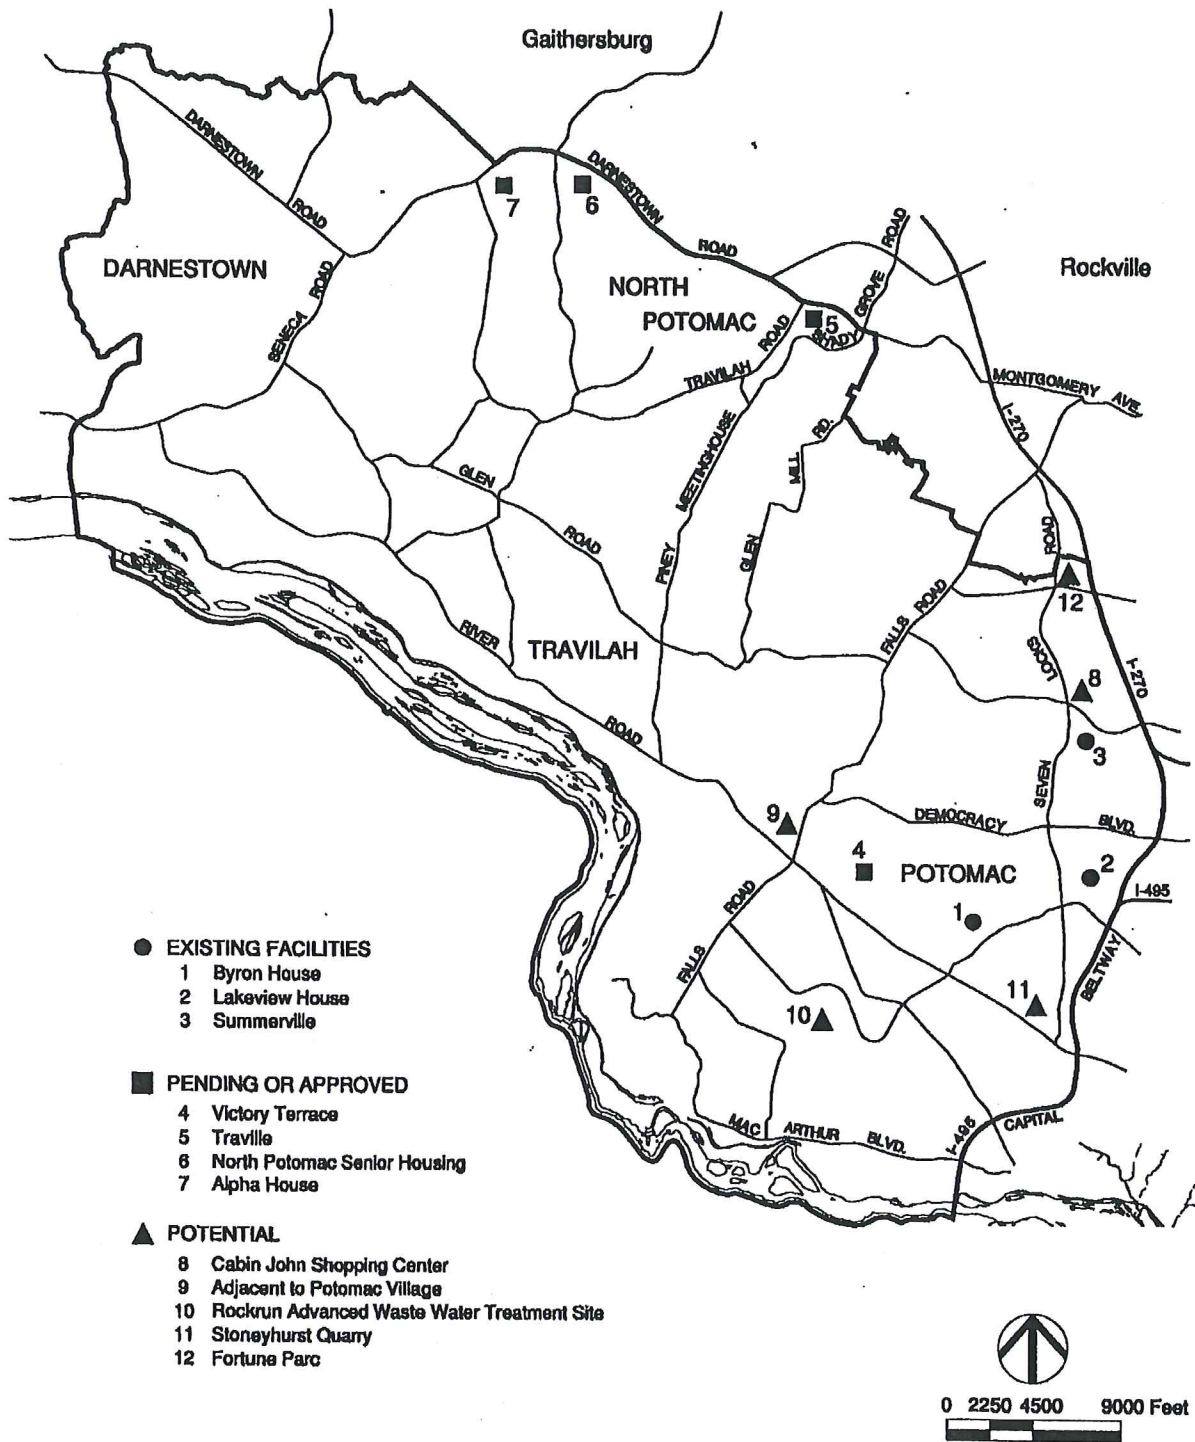 Gaithersburg
DARNESTOWN
ROAD
7
6
DARNESTOWN
ROAD
DARNESTOWN
SENECA ROAD
NORTH
POTOMAC
Rockville
GROVE ROAD
5
SHADY
TRAVILAH ROAD
MONTGOMERY AVE.
I-270
PINEY MEETINGHOUSE
GLEN MILL RD.
GLEN
ROAD
ROAD
12
FALLS ROAD
RIVER
ROAD
TRAVILAH
LOCKS
8
I-270
3
SEVEN
9
DEMOCRACY BLVD.
4
POTOMAC
2
I-495
1
FALLS ROAD
11
BELTWAY
10
MAC ARTHUR BLVD.
I-495
CAPITAL
EXISTING FACILITIES
1 Byron House
2 Lakeview House
3 Summerville
PENDING OR APPROVED
4 Victory Terrace
5 Traville
6 North Potomac Senior Housing
7 Alpha House
POTENTIAL
8 Cabin John Shopping Center
9 Adjacent to Potomac Village
10 Rockrun Advanced Waste Water Treatment Site
11 Stoneyhurst Quarry
12 Fortune Parc
0 2250 4500 9000 Feet